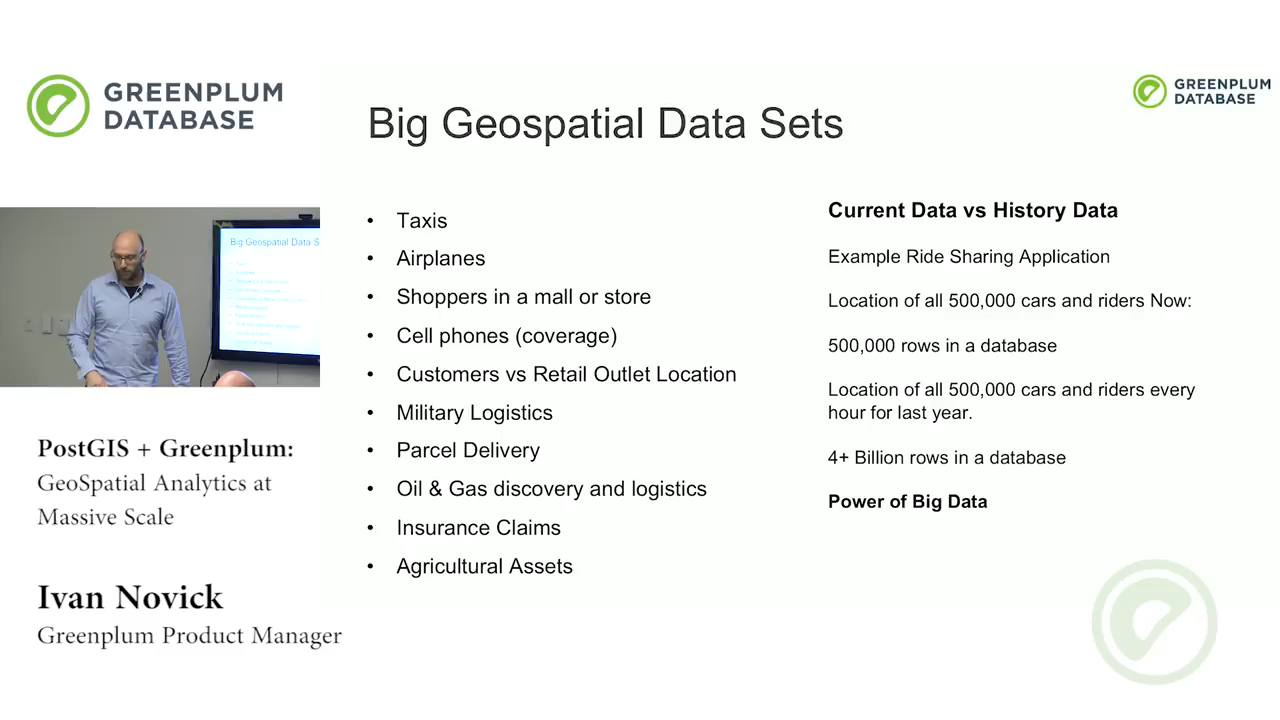 GREENPLUM
DATABASE
GREENPLUM
DATABASE
Big Geospatial Data Sets
• Taxis
• Airplanes
• Shoppers in a mall or store
• Cell phones (coverage)
• Customers vs Retail Outlet Location
• Military Logistics
• Parcel Delivery
• Oil & Gas discovery and logistics
• Insurance Claims
• Agricultural Assets
Current Data vs History Data
Example Ride Sharing Application
Location of all 500,000 cars and riders Now:
500,000 rows in a database
Location of all 500,000 cars and riders every
hour for last year.
4+ Billion rows in a database
Power of Big Data
Big Geospatial Data S
PostGIS + Greenplum:
GeoSpatial Analytics at
Massive Scale
Ivan Novick
Greenplum Product Manager